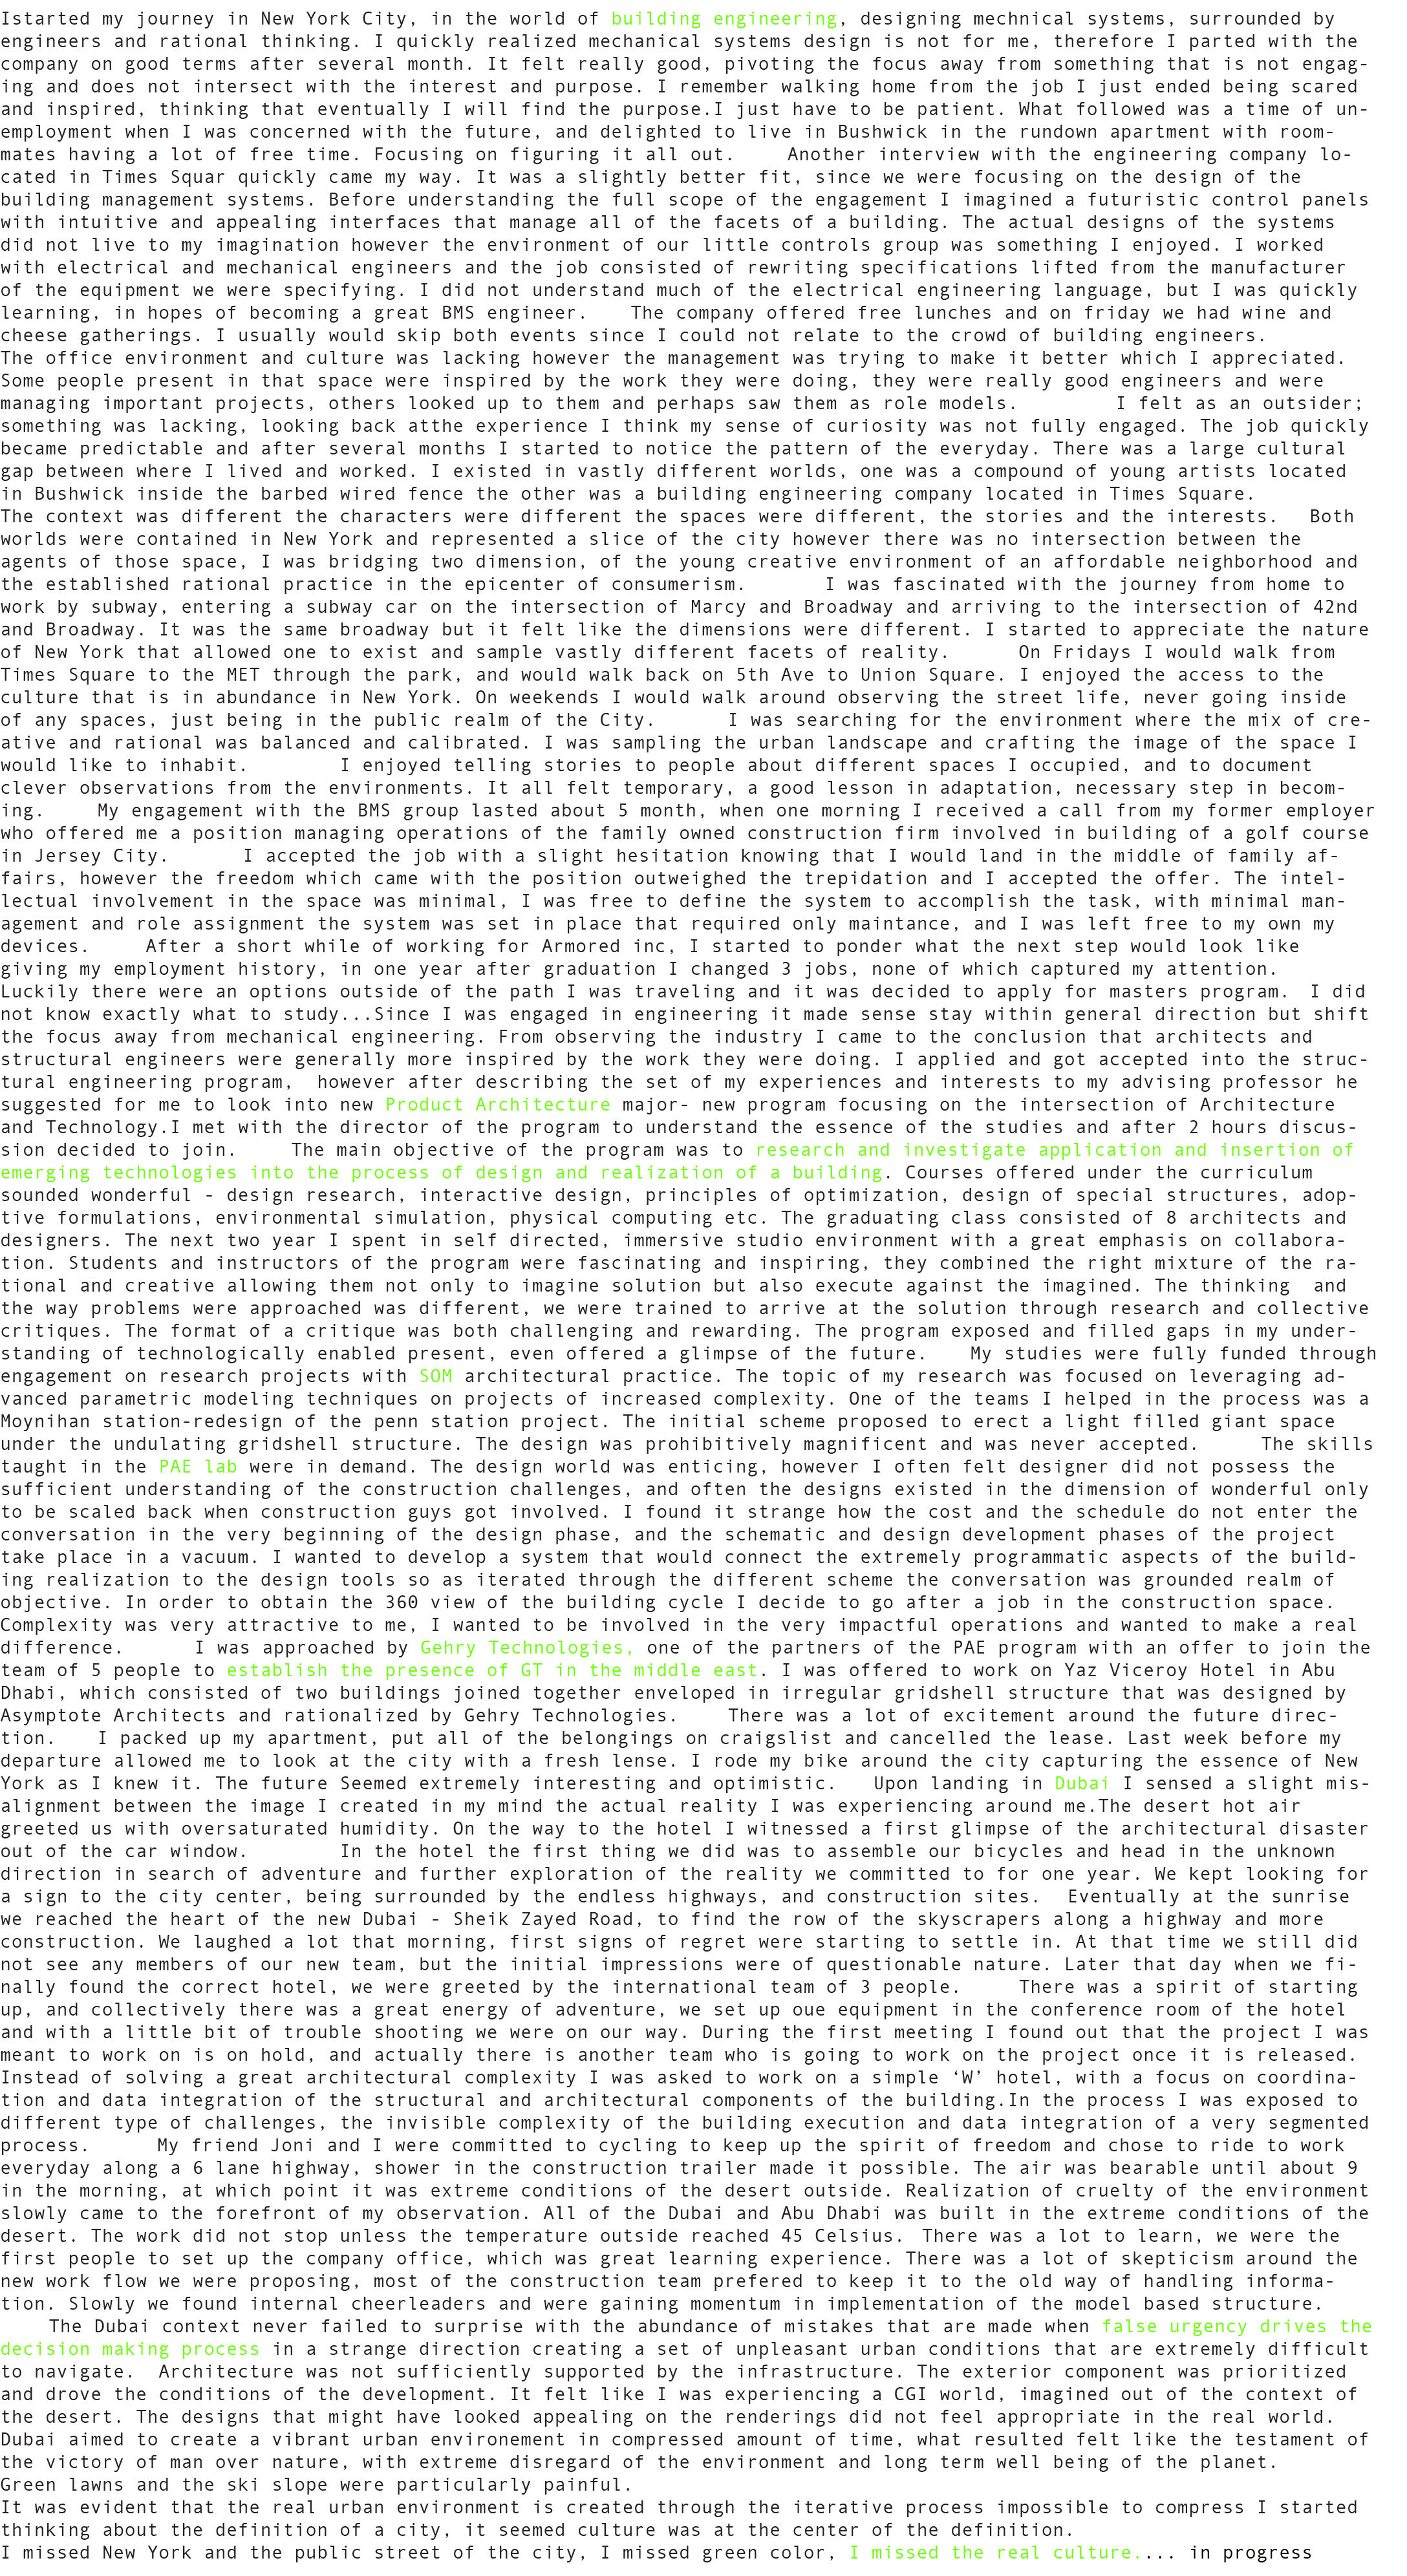 Istarted my journey in New York City, in the world of building engineering, designing mechnical systems, surrounded by
engineers and rational thinking. I quickly realized mechanical systems design is not for me, therefore I parted with the
company on good terms after several month. It felt really good, pivoting the focus away from something that is not engag-
ing and does not intersect with the interest and purpose. I remember walking home from the job I just ended being scared
and inspired, thinking that eventually I will find the purpose.I just have to be patient. What followed was a time of un-
employment when I was concerned with the future, and delighted to live in Bushwick in the rundown apartment with room-
mates having a lot of free time. Focusing on figuring it all out. Another interview with the engineering company lo-
cated in Times Squar quickly came my way. It was a slightly better fit, since we were focusing on the design of the
building management systems. Before understanding the full scope of the engagement I imagined a futuristic control panels
with intuitive and appealing interfaces that manage all of the facets of a building. The actual designs of the systems
did not live to my imagination however the environment of our little controls group was something I enjoyed. I worked
with electrical and mechanical engineers and the job consisted of rewriting specifications lifted from the manufacturer
of the equipment we were specifying. I did not understand much of the electrical engineering language, but I was quickly
learning, in hopes of becoming a great BMS engineer. The company offered free lunches and on friday we had wine and
cheese gatherings. I usually would skip both events since I could not relate to the crowd of building engineers.
The office environment and culture was lacking however the management was trying to make it better which I appreciated.
Some people present in that space were inspired by the work they were doing, they were really good engineers and were
managing important projects, others looked up to them and perhaps saw them as role models. I felt as an outsider;
something was lacking, looking back atthe experience I think my sense of curiosity was not fully engaged. The job quickly
became predictable and after several months I started to notice the pattern of the everyday. There was a large cultural
gap between where I lived and worked. I existed in vastly different worlds, one was a compound of young artists located
in Bushwick inside the barbed wired fence the other was a building engineering company located in Times Square.
The context was different the characters were different the spaces were different, the stories and the interests. Both
worlds were contained in New York and represented a slice of the city however there was no intersection between the
agents of those space, I was bridging two dimension, of the young creative environment of an affordable neighborhood and
the established rational practice in the epicenter of consumerism. I was fascinated with the journey from home to
work by subway, entering a subway car on the intersection of Marcy and Broadway and arriving to the intersection of 42nd
and Broadway. It was the same broadway but it felt like the dimensions were different. I started to appreciate the nature
of New York that allowed one to exist and sample vastly different facets of reality. On Fridays I would walk from
Times Square to the MET through the park, and would walk back on 5th Ave to Union Square. I enjoyed the access to the
culture that is in abundance in New York. On weekends I would walk around observing the street life, never going inside
of any spaces, just being in the public realm of the City. I was searching for the environment where the mix of cre-
ative and rational was balanced and calibrated. I was sampling the urban landscape and crafting the image of the space I
would like to inhabit. I enjoyed telling stories to people about different spaces I occupied, and to document
clever observations from the environments. It all felt temporary, a good lesson in adaptation, necessary step in becom-
ing. My engagement with the BMS group lasted about 5 month, when one morning I received a call from my former employer
who offered me a position managing operations of the family owned construction firm involved in building of a golf course
in Jersey City. I accepted the job with a slight hesitation knowing that I would land in the middle of family af-
fairs, however the freedom which came with the position outweighed the trepidation and I accepted the offer. The intel-
lectual involvement in the space was minimal, I was free to define the system to accomplish the task, with minimal man-
agement and role assignment the system was set in place that required only maintance, and I was left free to my own my
devices. After a short while of working for Armored inc, I started to ponder what the next step would look like
giving my employment history, in one year after graduation I changed 3 jobs, none of which captured my attention.
Luckily there were an options outside of the path I was traveling and it was decided to apply for masters program. I did
not know exactly what to study...Since I was engaged in engineering it made sense stay within general direction but shift
the focus away from mechanical engineering. From observing the industry I came to the conclusion that architects and
structural engineers were generally more inspired by the work they were doing. I applied and got accepted into the struc-
tural engineering program, however after describing the set of my experiences and interests to my advising professor he
suggested for me to look into new Product Architecture major- new program focusing on the intersection of Architecture
and Technology.I met with the director of the program to understand the essence of the studies and after 2 hours discus-
sion decided to join. The main objective of the program was to research and investigate application and insertion of
emerging technologies into the process of design and realization of a building. Courses offered under the curriculum
sounded wonderful - design research, interactive design, principles of optimization, design of special structures, adop-
tive formulations, environmental simulation, physical computing etc. The graduating class consisted of 8 architects and
designers. The next two year I spent in self directed, immersive studio environment with a great emphasis on collabora-
tion. Students and instructors of the program were fascinating and inspiring, they combined the right mixture of the ra-
tional and creative allowing them not only to imagine solution but also execute against the imagined. The thinking and
the way problems were approached was different, we were trained to arrive at the solution through research and collective
critiques. The format of a critique was both challenging and rewarding. The program exposed and filled gaps in my under-
standing of technologically enabled present, even offered a glimpse of the future. My studies were fully funded through
engagement on research projects with SOM architectural practice. The topic of my research was focused on leveraging ad-
vanced parametric modeling techniques on projects of increased complexity. One of the teams I helped in the process was a
Moynihan station-redesign of the penn station project. The initial scheme proposed to erect a light filled giant space
under the undulating gridshell structure. The design was prohibitively magnificent and was never accepted. The skills
taught in the PAE lab were in demand. The design world was enticing, however I often felt designer did not possess the
sufficient understanding of the construction challenges, and often the designs existed in the dimension of wonderful only
to be scaled back when construction guys got involved. I found it strange how the cost and the schedule do not enter the
conversation in the very beginning of the design phase, and the schematic and design development phases of the project
take place in a vacuum. I wanted to develop a system that would connect the extremely programmatic aspects of the build-
ing realization to the design tools so as iterated through the different scheme the conversation was grounded realm of
objective. In order to obtain the 360 view of the building cycle I decide to go after a job in the construction space.
Complexity was very attractive to me, I wanted to be involved in the very impactful operations and wanted to make a real
difference. I was approached by Gehry Technologies, one of the partners of the PAE program with an offer to join the
team of 5 people to establish the presence of GT in the middle east. I was offered to work on Yaz Viceroy Hotel in Abu
Dhabi, which consisted of two buildings joined together enveloped in irregular gridshell structure that was designed by
Asymptote Architects and rationalized by Gehry Technologies. There was a lot of excitement around the future direc-
tion. I packed up my apartment, put all of the belongings on craigslist and cancelled the lease. Last week before my
departure allowed me to look at the city with a fresh lense. I rode my bike around the city capturing the essence of New
York as I knew it. The future Seemed extremely interesting and optimistic. Upon landing in Dubai I sensed a slight mis-
alignment between the image I created in my mind the actual reality I was experiencing around me.The desert hot air
greeted us with oversaturated humidity. On the way to the hotel I witnessed a first glimpse of the architectural disaster
out of the car window. In the hotel the first thing we did was to assemble our bicycles and head in the unknown
direction in search of adventure and further exploration of the reality we committed to for one year. We kept looking for
a sign to the city center, being surrounded by the endless highways, and construction sites. Eventually at the sunrise
we reached the heart of the new Dubai - Sheik Zayed Road, to find the row of the skyscrapers along a highway and more
construction. We laughed a lot that morning, first signs of regret were starting to settle in. At that time we still did
not see any members of our new team, but the initial impressions were of questionable nature. Later that day when we fi-
nally found the correct hotel, we were greeted by the international team of 3 people. There was a spirit of starting
up, and collectively there was a great energy of adventure, we set up oue equipment in the conference room of the hotel
and with a little bit of trouble shooting we were on our way. During the first meeting I found out that the project I was
meant to work on is on hold, and actually there is another team who is going to work on the project once it is released.
Instead of solving a great architectural complexity I was asked to work on a simple ‘W’ hotel, with a focus on coordina-
tion and data integration of the structural and architectural components of the building.In the process I was exposed to
different type of challenges, the invisible complexity of the building execution and data integration of a very segmented
process. My friend Joni and I were committed to cycling to keep up the spirit of freedom and chose to ride to work
everyday along a 6 lane highway, shower in the construction trailer made it possible. The air was bearable until about 9
in the morning, at which point it was extreme conditions of the desert outside. Realization of cruelty of the environment
slowly came to the forefront of my observation. All of the Dubai and Abu Dhabi was built in the extreme conditions of the
desert. The work did not stop unless the temperature outside reached 45 Celsius. There was a lot to learn, we were the
first people to set up the company office, which was great learning experience. There was a lot of skepticism around the
new work flow we were proposing, most of the construction team prefered to keep it to the old way of handling informa-
tion. Slowly we found internal cheerleaders and were gaining momentum in implementation of the model based structure.
The Dubai context never failed to surprise with the abundance of mistakes that are made when false urgency drives the
decision making process in a strange direction creating a set of unpleasant urban conditions that are extremely difficult
to navigate. Architecture was not sufficiently supported by the infrastructure. The exterior component was prioritized
and drove the conditions of the development. It felt like I was experiencing a CGI world, imagined out of the context of
the desert. The designs that might have looked appealing on the renderings did not feel appropriate in the real world.
Dubai aimed to create a vibrant urban environement in compressed amount of time, what resulted felt like the testament of
the victory of man over nature, with extreme disregard of the environment and long term well being of the planet.
Green lawns and the ski slope were particularly painful.
It was evident that the real urban environment is created through the iterative process impossible to compress I started
thinking about the definition of a city, it seemed culture was at the center of the definition.
I missed New York and the public street of the city, I missed green color, I missed the real culture.... in progress